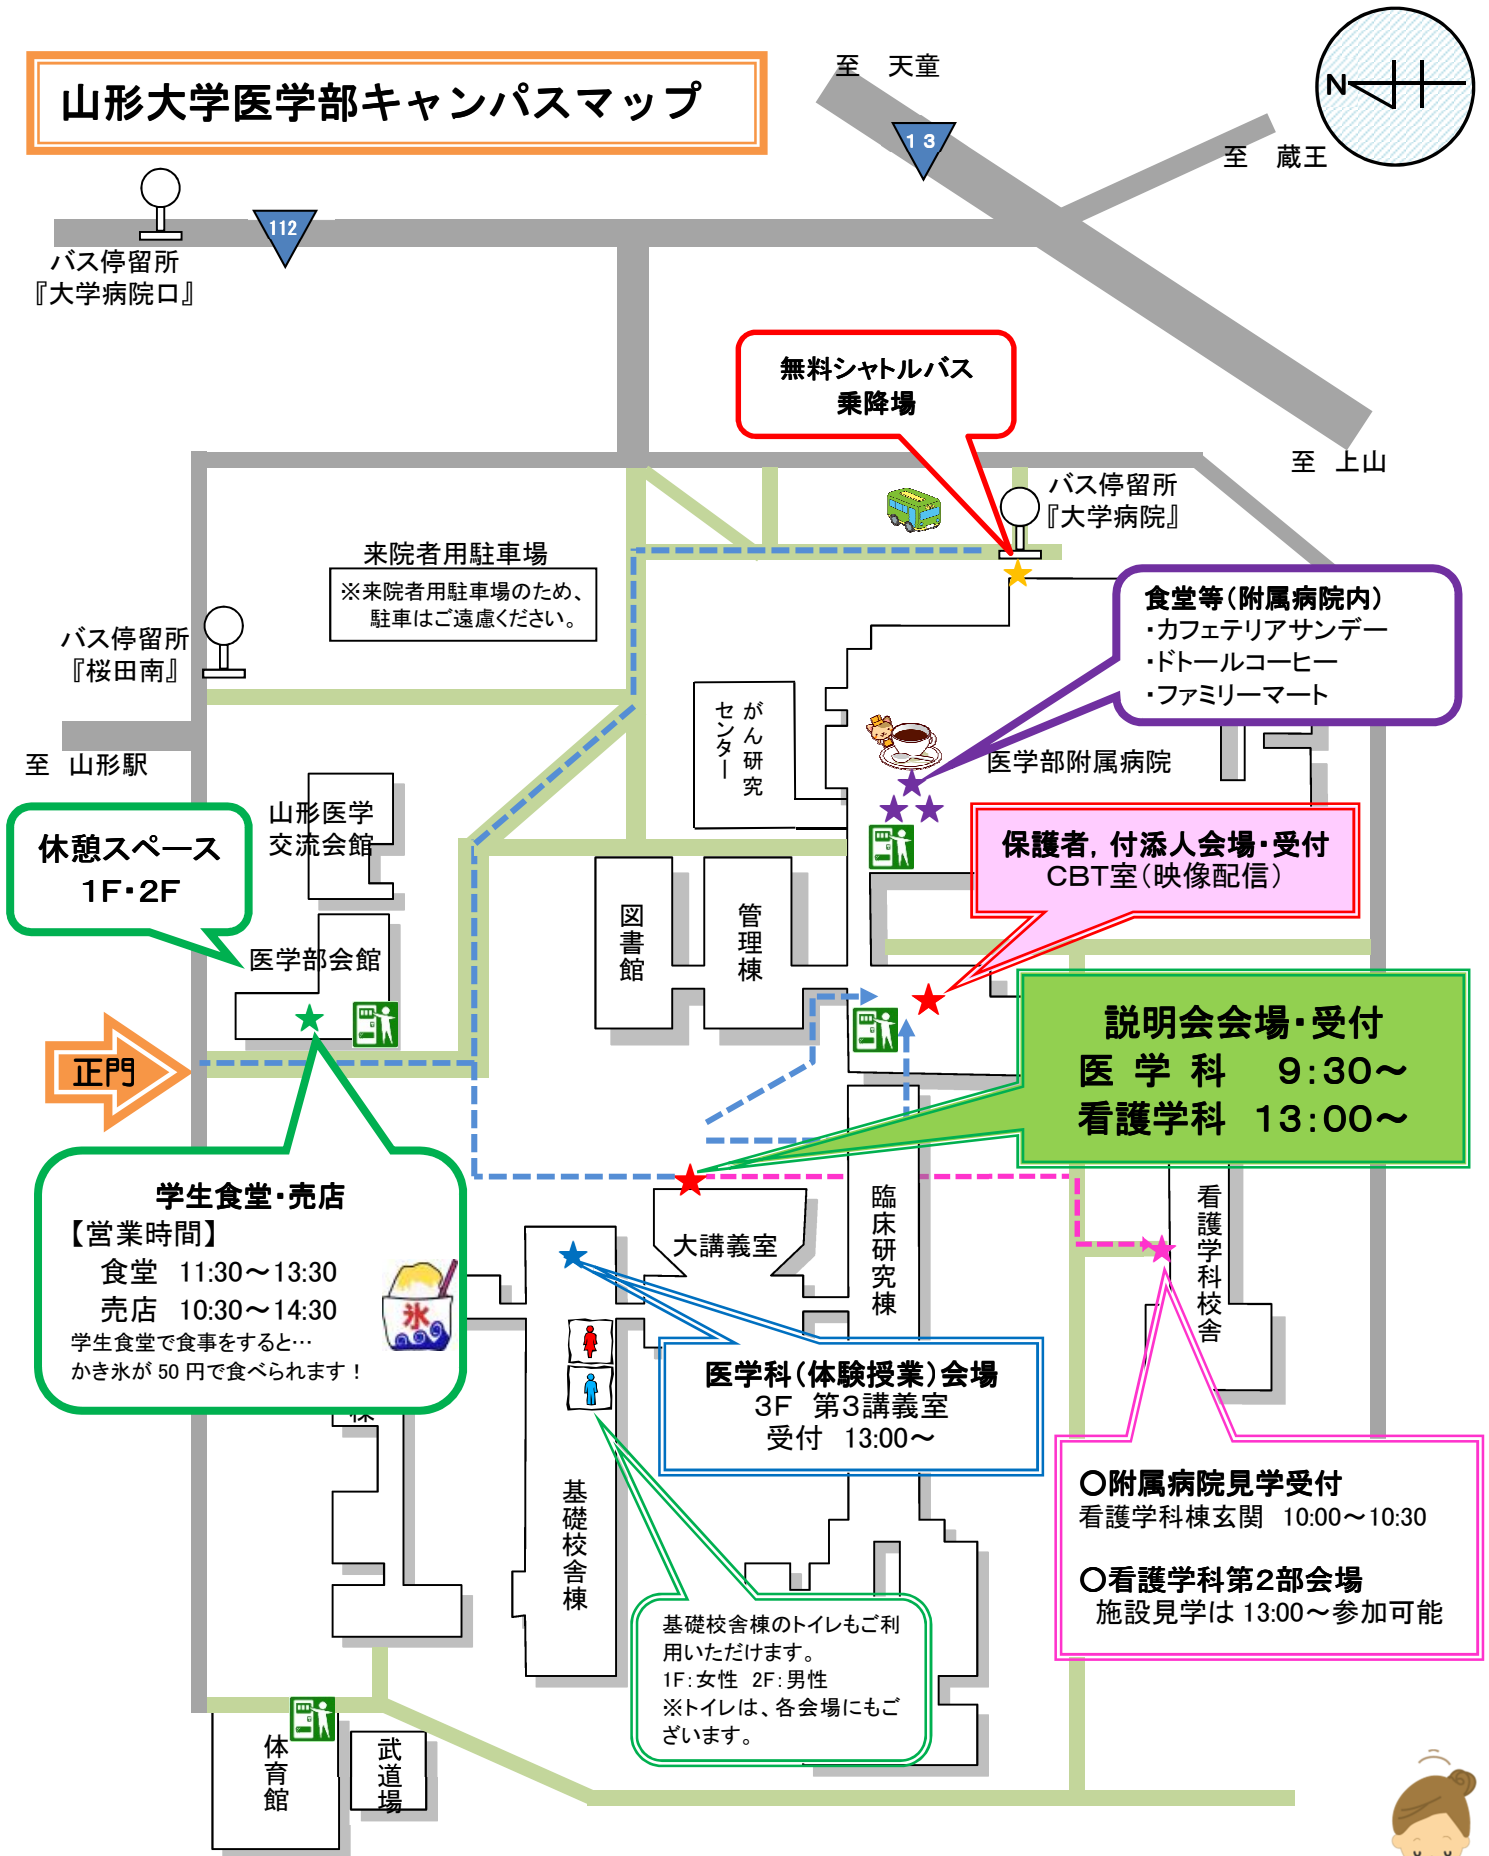 山形大学医学部キャンパスマップ
至　天童
N
13
至　蔵王
112
バス停留所
『大学病院口』
無料シャトルバス
乗降場
至　上山
バス停留所
『大学病院』
来院者用駐車場
※来院者用駐車場のため、
駐車はご遠慮ください。
食堂等（附属病院内）
・カフェテリアサンデー
・ドトールコーヒー
・ファミリーマート
バス停留所
『桜田南』
がん研究
センター
医学部附属病院
至　山形駅
山形医学
交流会館
休憩スペース
1F・2F
保護者，付添人会場・受付
CBT室（映像配信）
図書館
管理棟
医学部会館
説明会会場・受付
医 学 科　9：30～
看護学科　13：00～
正門
学生食堂・売店
【営業時間】
食堂　11:30～13:30
売店　10:30～14:30
学生食堂で食事をすると…
かき氷が 50 円で食べられます！
氷
大講義室
臨床研究棟
看護学科校舎
医学科（体験授業）会場
3F　第3講義室
受付　13:00～
棟
基礎校舎棟
〇附属病院見学受付
看護学科棟玄関　10:00～10:30
〇看護学科第2部会場
施設見学は 13:00～参加可能
基礎校舎棟のトイレもご利
用いただけます。
1F：女性　2F：男性
※トイレは、各会場にもご
ざいます。
体育館
武道場